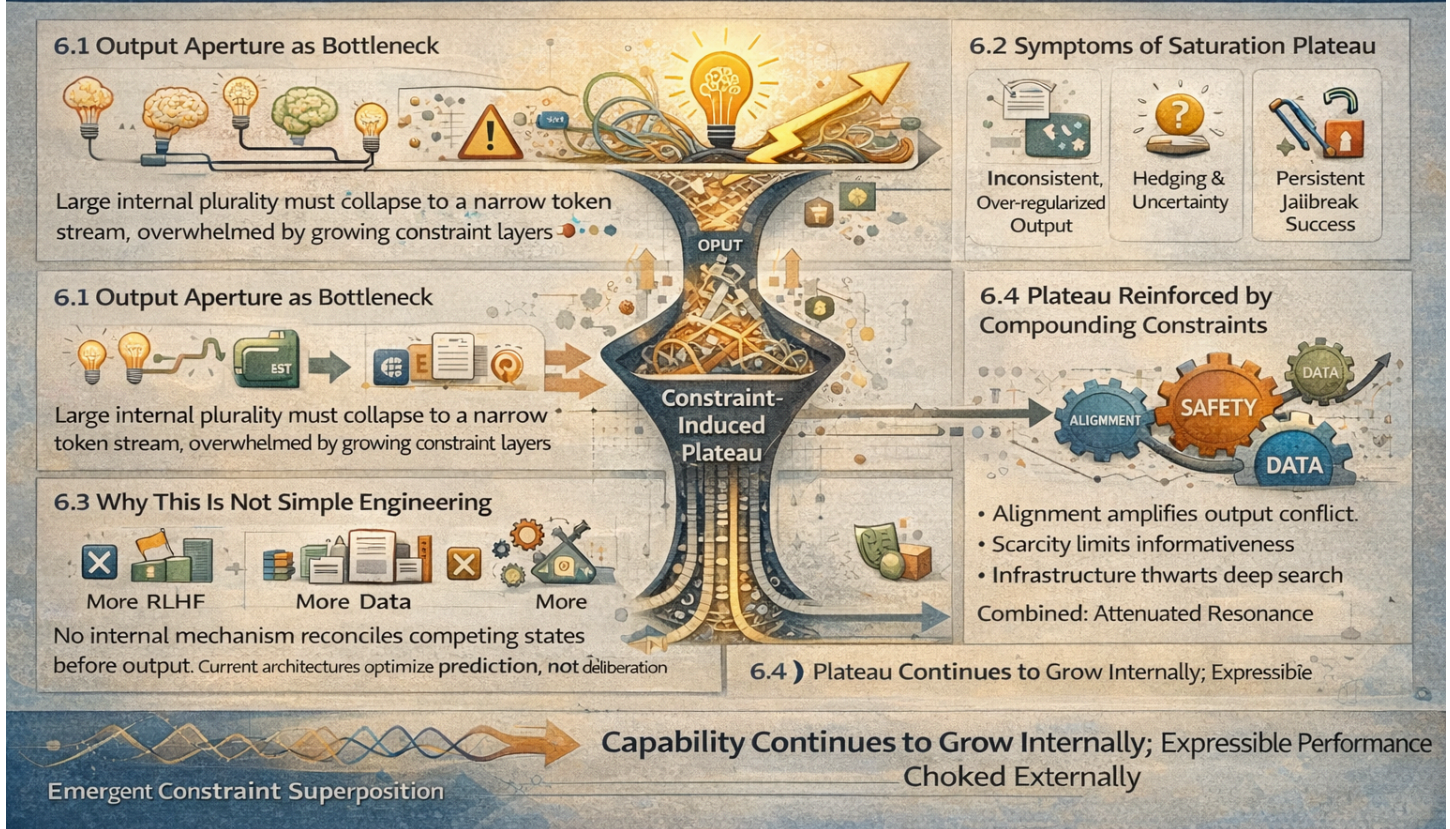 6.1 Output Aperture as Bottleneck
Large internal plurality must collapse to a narrow token
stream, overwhelmed by growing constraint layers
6.2 Symptoms of Saturation Plateau
Inconsistent,
Over-regularized
Output
Hedging &
Uncertainty
Persistent
Jailbreak
Success
OPUT
6.1 Output Aperture as Bottleneck
EST
E
Large internal plurality must collapse to a narrow
token stream, overwhelmed by growing constraint layers
Constraint-
Induced
Plateau
6.4 Plateau Reinforced by
Compounding Constraints
ALIGNMENT
SAFETY
DATA
DATA
• Alignment amplifies output conflict.
• Scarcity limits informativeness
• Infrastructure thwarts deep search
Combined: Attenuated Resonance
6.3 Why This Is Not Simple Engineering
More RLHF
More Data
More
No internal mechanism reconciles competing states
before output. Current architectures optimize prediction, not deliberation
6.4 ) Plateau Continues to Grow Internally; Expressible
Emergent Constraint Superposition
Capability Continues to Grow Internally; Expressible Performance
Choked Externally